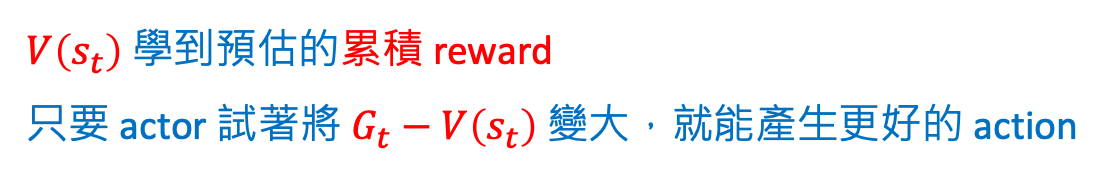 V(sₜ) 學到預估的累積 reward
只要 actor 試著將 Gₜ − V(sₜ) 變大，就能產生更好的 action